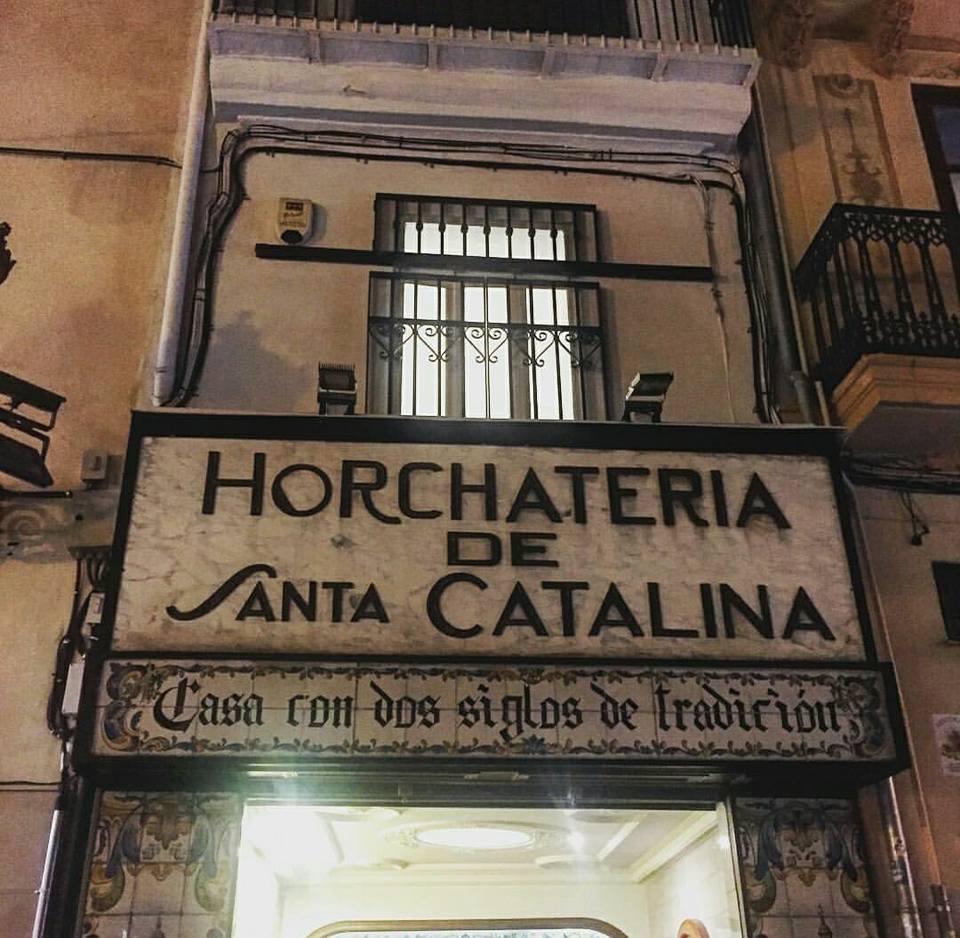 HORCHATERIA
DE
SANTA CATALINA
Casa con dos siglos de tradición